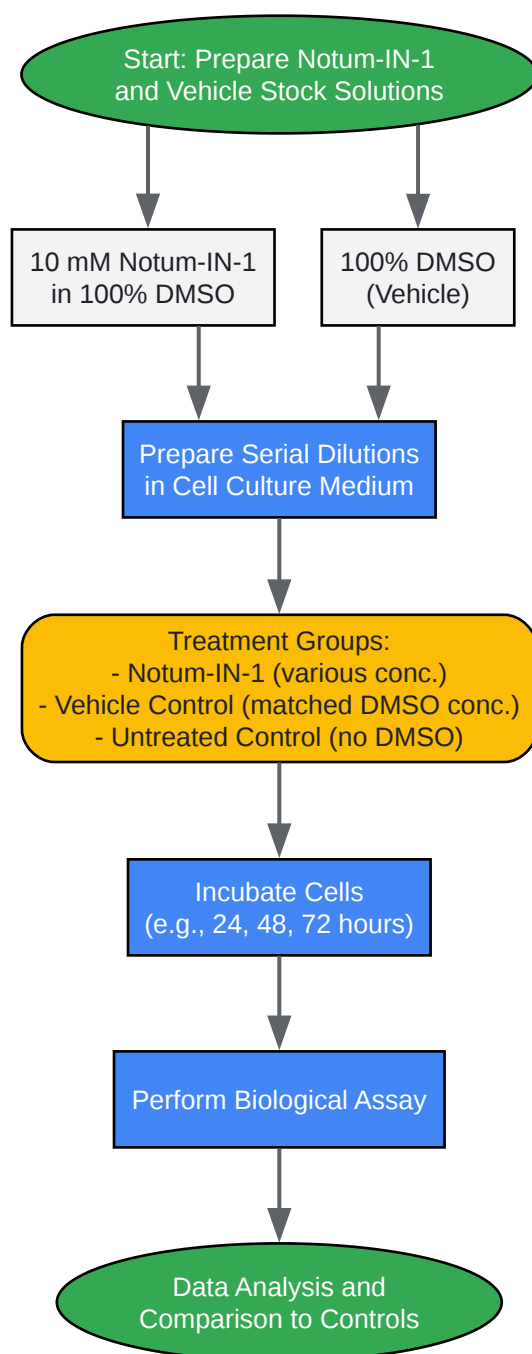 Start: Prepare Notum-IN-1
and Vehicle Stock Solutions
10 mM Notum-IN-1
in 100% DMSO
100% DMSO
(Vehicle)
Prepare Serial Dilutions
in Cell Culture Medium
Treatment Groups:
- Notum-IN-1 (various conc.)
- Vehicle Control (matched DMSO conc.)
- Untreated Control (no DMSO)
Incubate Cells
(e.g., 24, 48, 72 hours)
Perform Biological Assay
Data Analysis and
Comparison to Controls